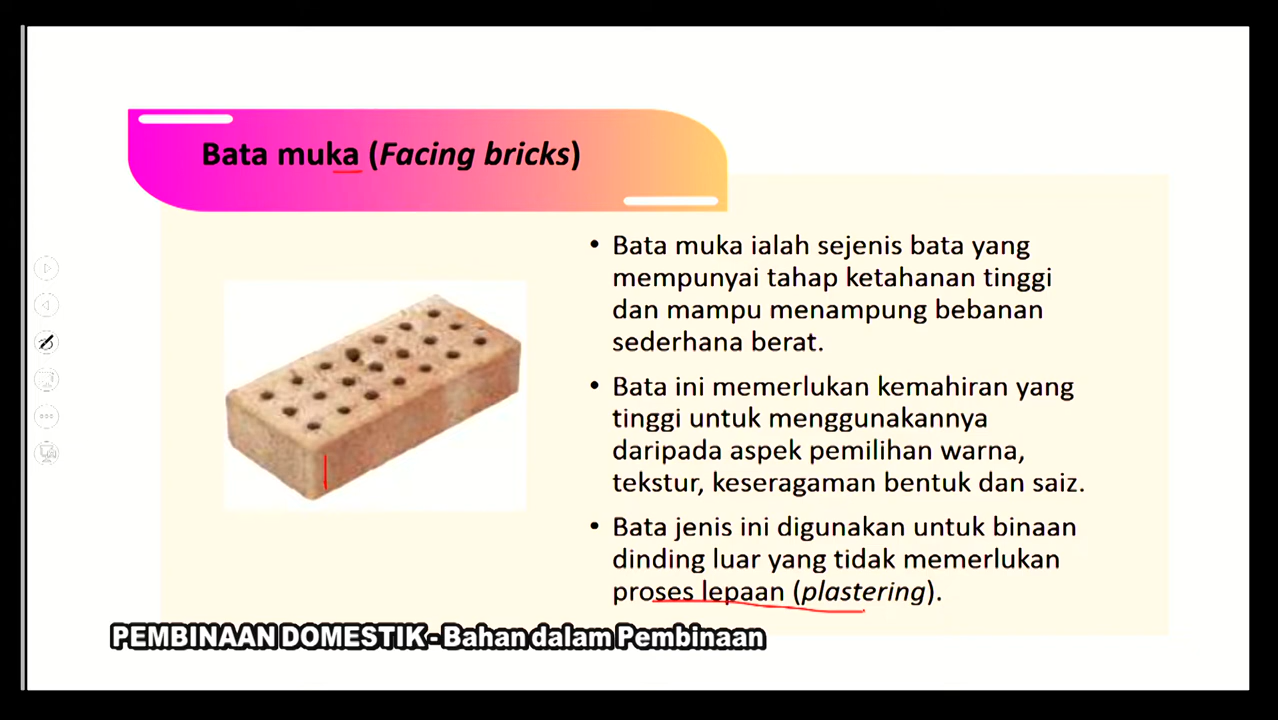 Bata muka (Facing bricks)
• Bata muka ialah sejenis bata yang
mempunyai tahap ketahanan tinggi
dan mampu menampung bebanan
sederhana berat.
• Bata ini memerlukan kemahiran yang
tinggi untuk menggunakannya
daripada aspek pemilihan warna,
tekstur, keseragaman bentuk dan saiz.
• Bata jenis ini digunakan untuk binaan
dinding luar yang tidak memerlukan
proses lepaan (plastering).
PEMBINAAN DOMESTIK - Bahan dalam Pembinaan